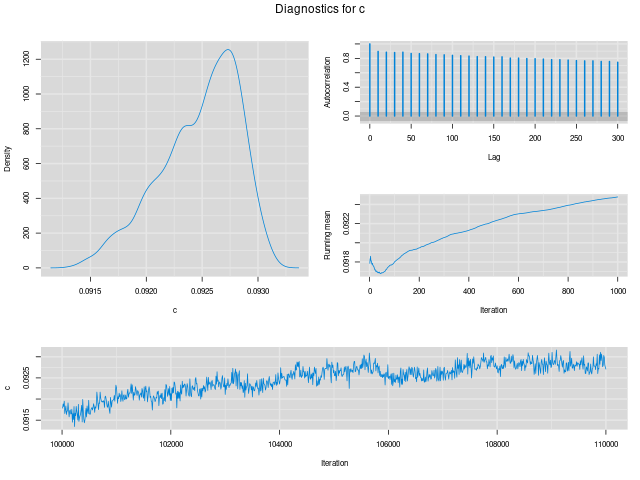 Diagnostics for c
Density
0 200 400 600 800 1000 1200
0.0915 0.0920 0.0925 0.0930
c
Autocorrelation
0.0 0.4 0.8
0 50 100 150 200 250 300
Lag
Running mean
0.0918 0.0922
0 200 400 600 800 1000
Iteration
c
0.0915 0.0925
100000 102000 104000 106000 108000 110000
Iteration